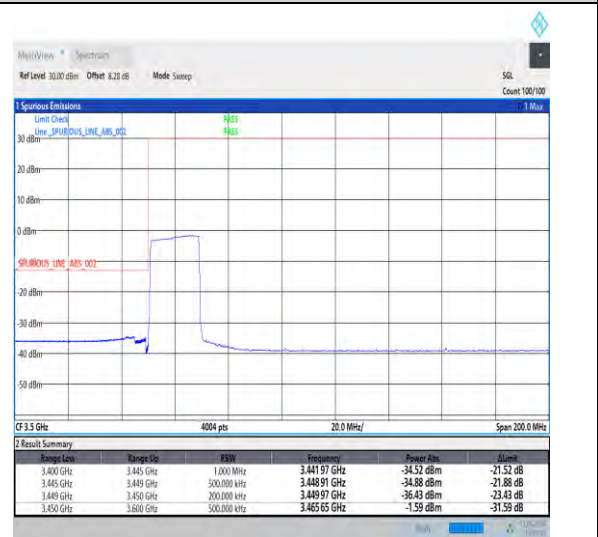 MultiView Spectrum
Ref Level 30.00 dBm Offset 8.28 dB Mode Sweep SGL
Count 100/100
1 Spurious Emissions 1 Max
Limit Check PASS
Line _SPURIOUS_LINE_ABS_002 PASS
30 dBm
20 dBm
10 dBm
0 dBm
SPURIOUS_LINE_ABS_002
-20 dBm
-30 dBm
-40 dBm
-50 dBm
CF 3.5 GHz 4004 pts 20.0 MHz/ Span 200.0 MHz
2 Result Summary
Range Low Range Up RBW Frequency Power Abs ΔLimit
3.400 GHz 3.445 GHz 1.000 MHz 3.441 97 GHz -34.52 dBm -21.52 dB
3.445 GHz 3.449 GHz 500.000 kHz 3.448 91 GHz -34.88 dBm -21.88 dB
3.449 GHz 3.450 GHz 200.000 kHz 3.449 97 GHz -36.43 dBm -23.43 dB
3.450 GHz 3.600 GHz 500.000 kHz 3.465 65 GHz -1.59 dBm -31.59 dB